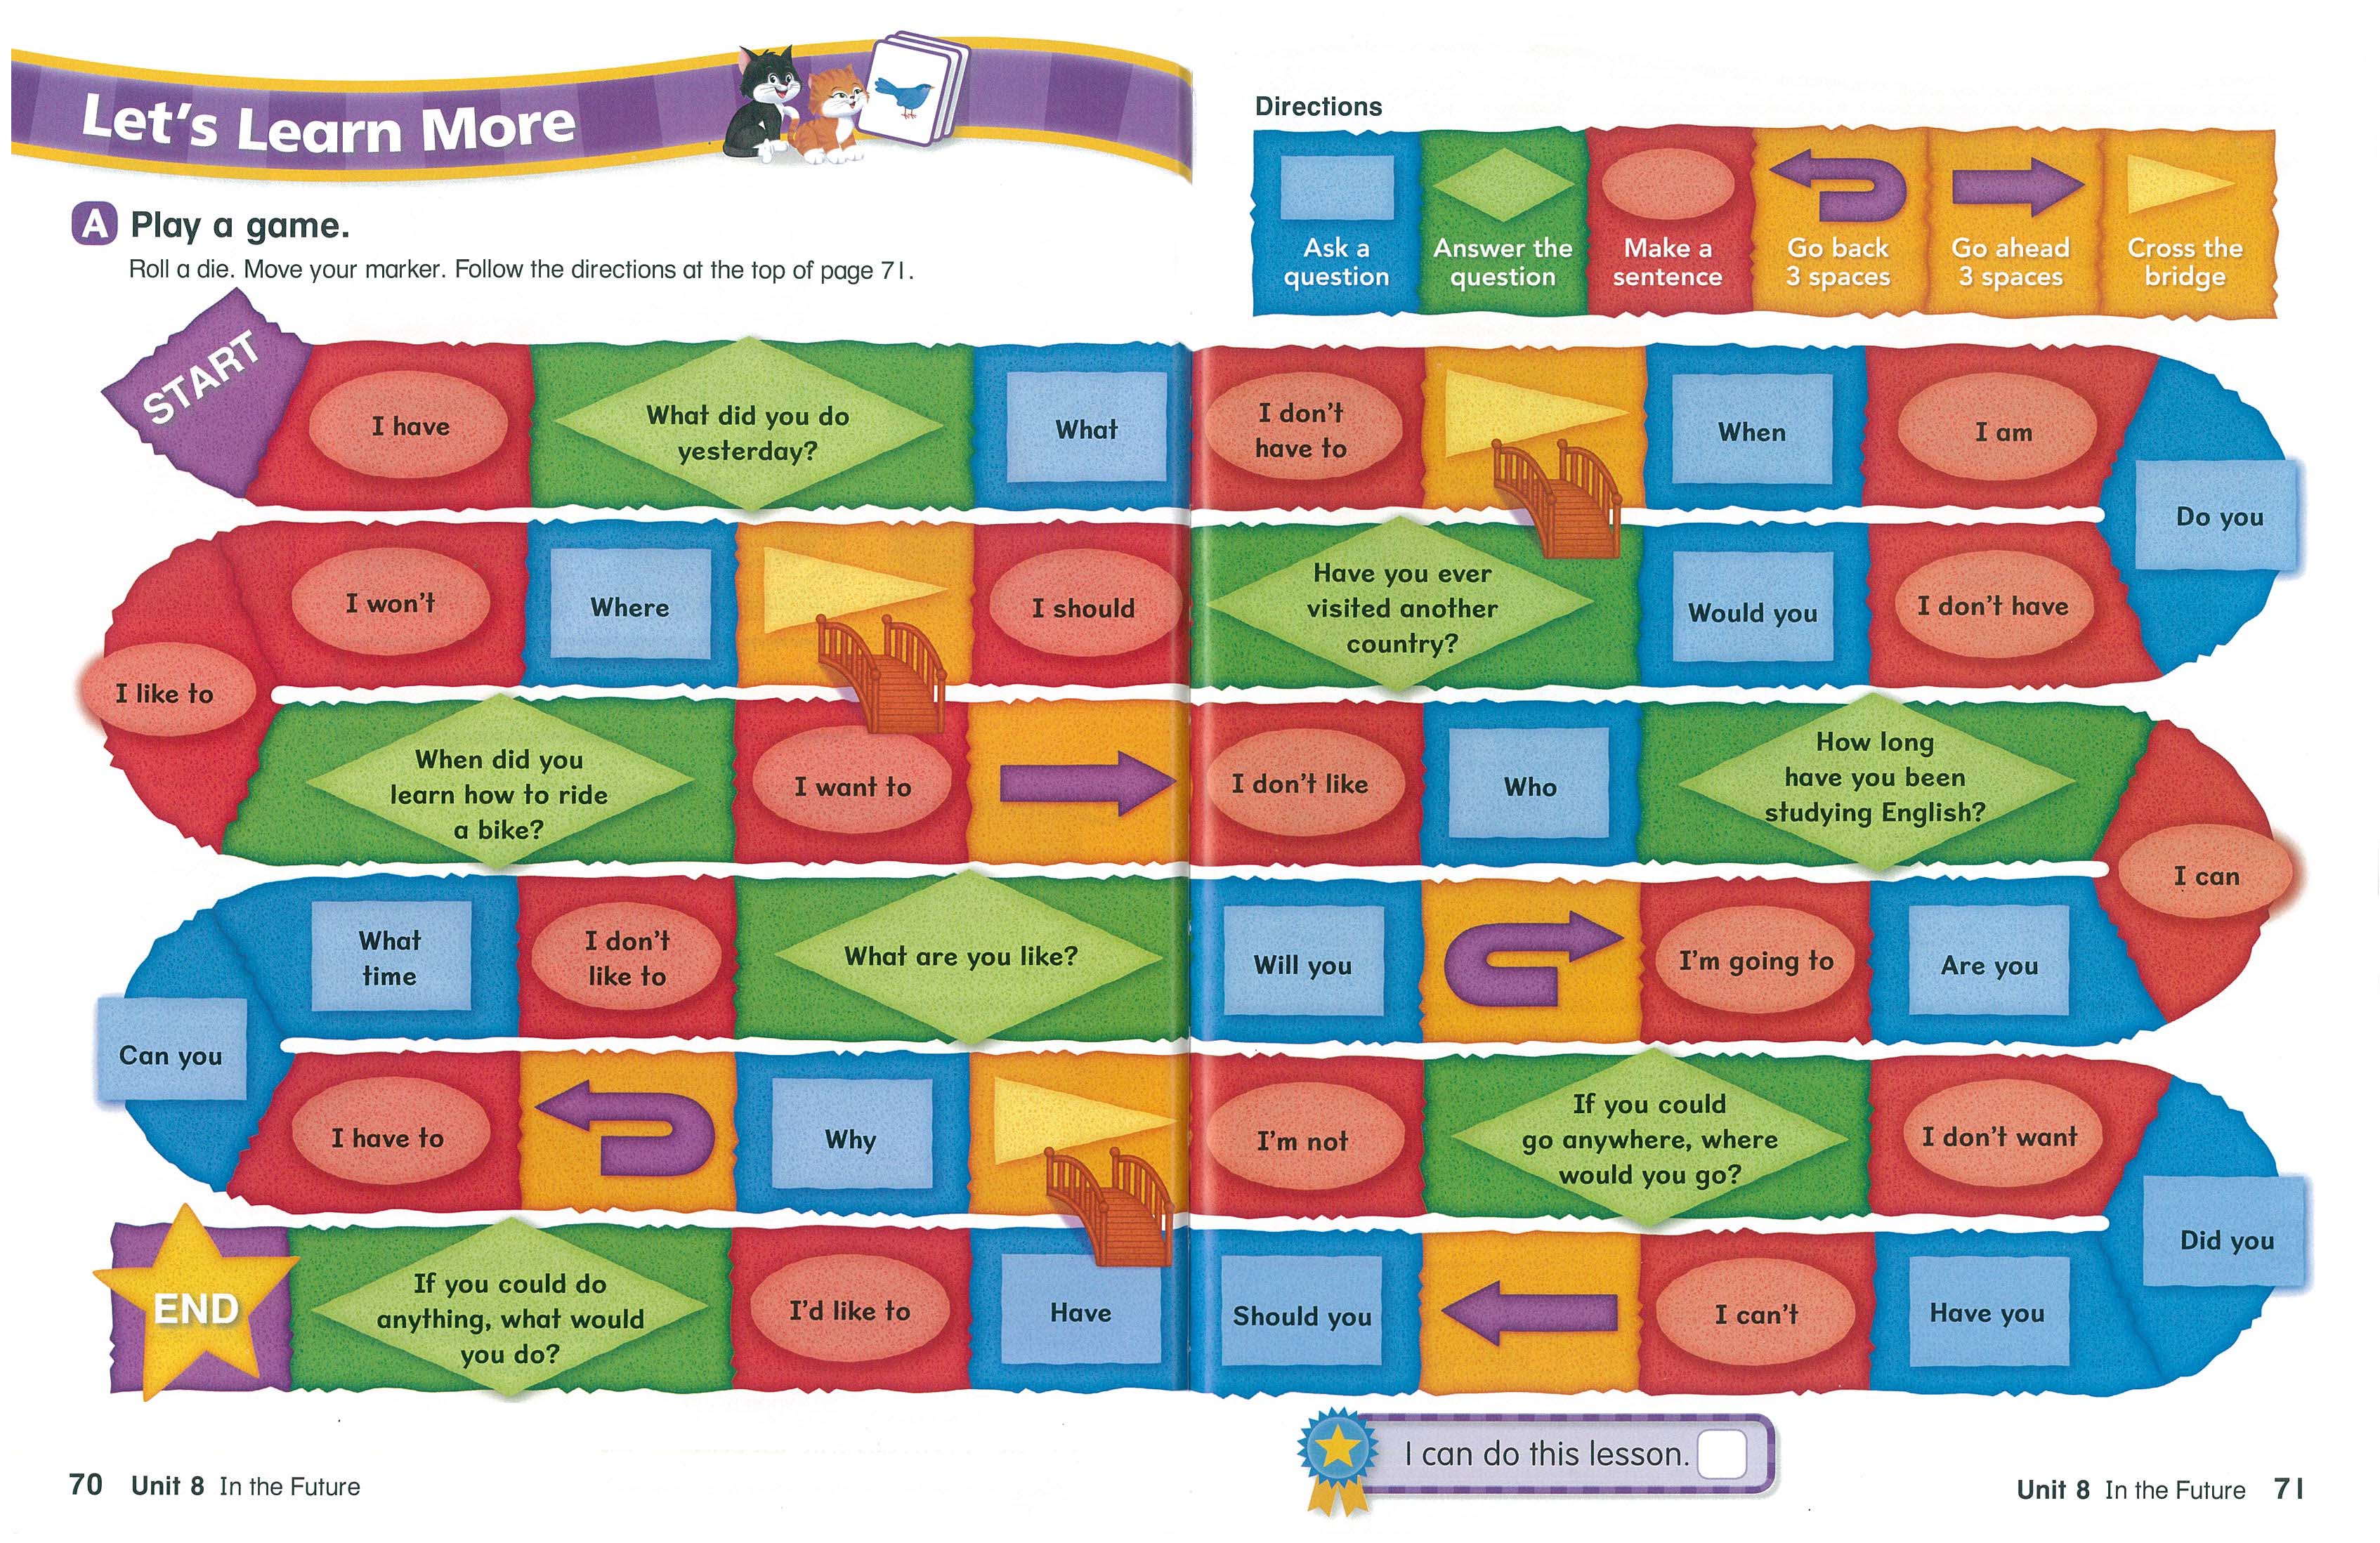 Let's Learn More
A Play a game.
Roll a die. Move your marker. Follow the directions at the top of page 71.
Directions
Ask a
question
Answer the
question
Make a
sentence
Go back
3 spaces
Go ahead
3 spaces
Cross the
bridge
START
I have
What did you do
yesterday?
What
I don't
have to
When
I am
Do you
I won't
Where
I should
Have you ever
visited another
country?
Would you
I don't have
I like to
When did you
learn how to ride
a bike?
I want to
I don't like
Who
How long
have you been
studying English?
I can
What
time
I don't
like to
What are you like?
Will you
I'm going to
Are you
Can you
I have to
Why
I'm not
If you could
go anywhere, where
would you go?
I don't want
Did you
END
If you could do
anything, what would
you do?
I'd like to
Have
Should you
I can't
Have you
I can do this lesson.
70 Unit 8 In the Future
Unit 8 In the Future 71